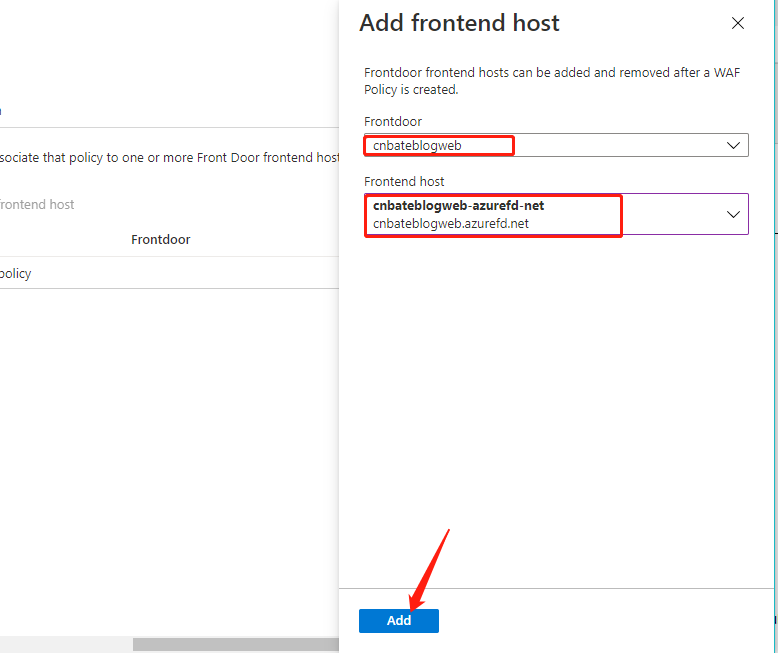 Add frontend host
Frontdoor frontend hosts can be added and removed after a WAF
Policy is created.
Frontdoor
cnbateblogweb
Frontend host
cnbateblogweb-azurefd-net
cnbateblogweb.azurefd.net
Add
sociate that policy to one or more Front Door frontend host
rontend host
Frontdoor
policy